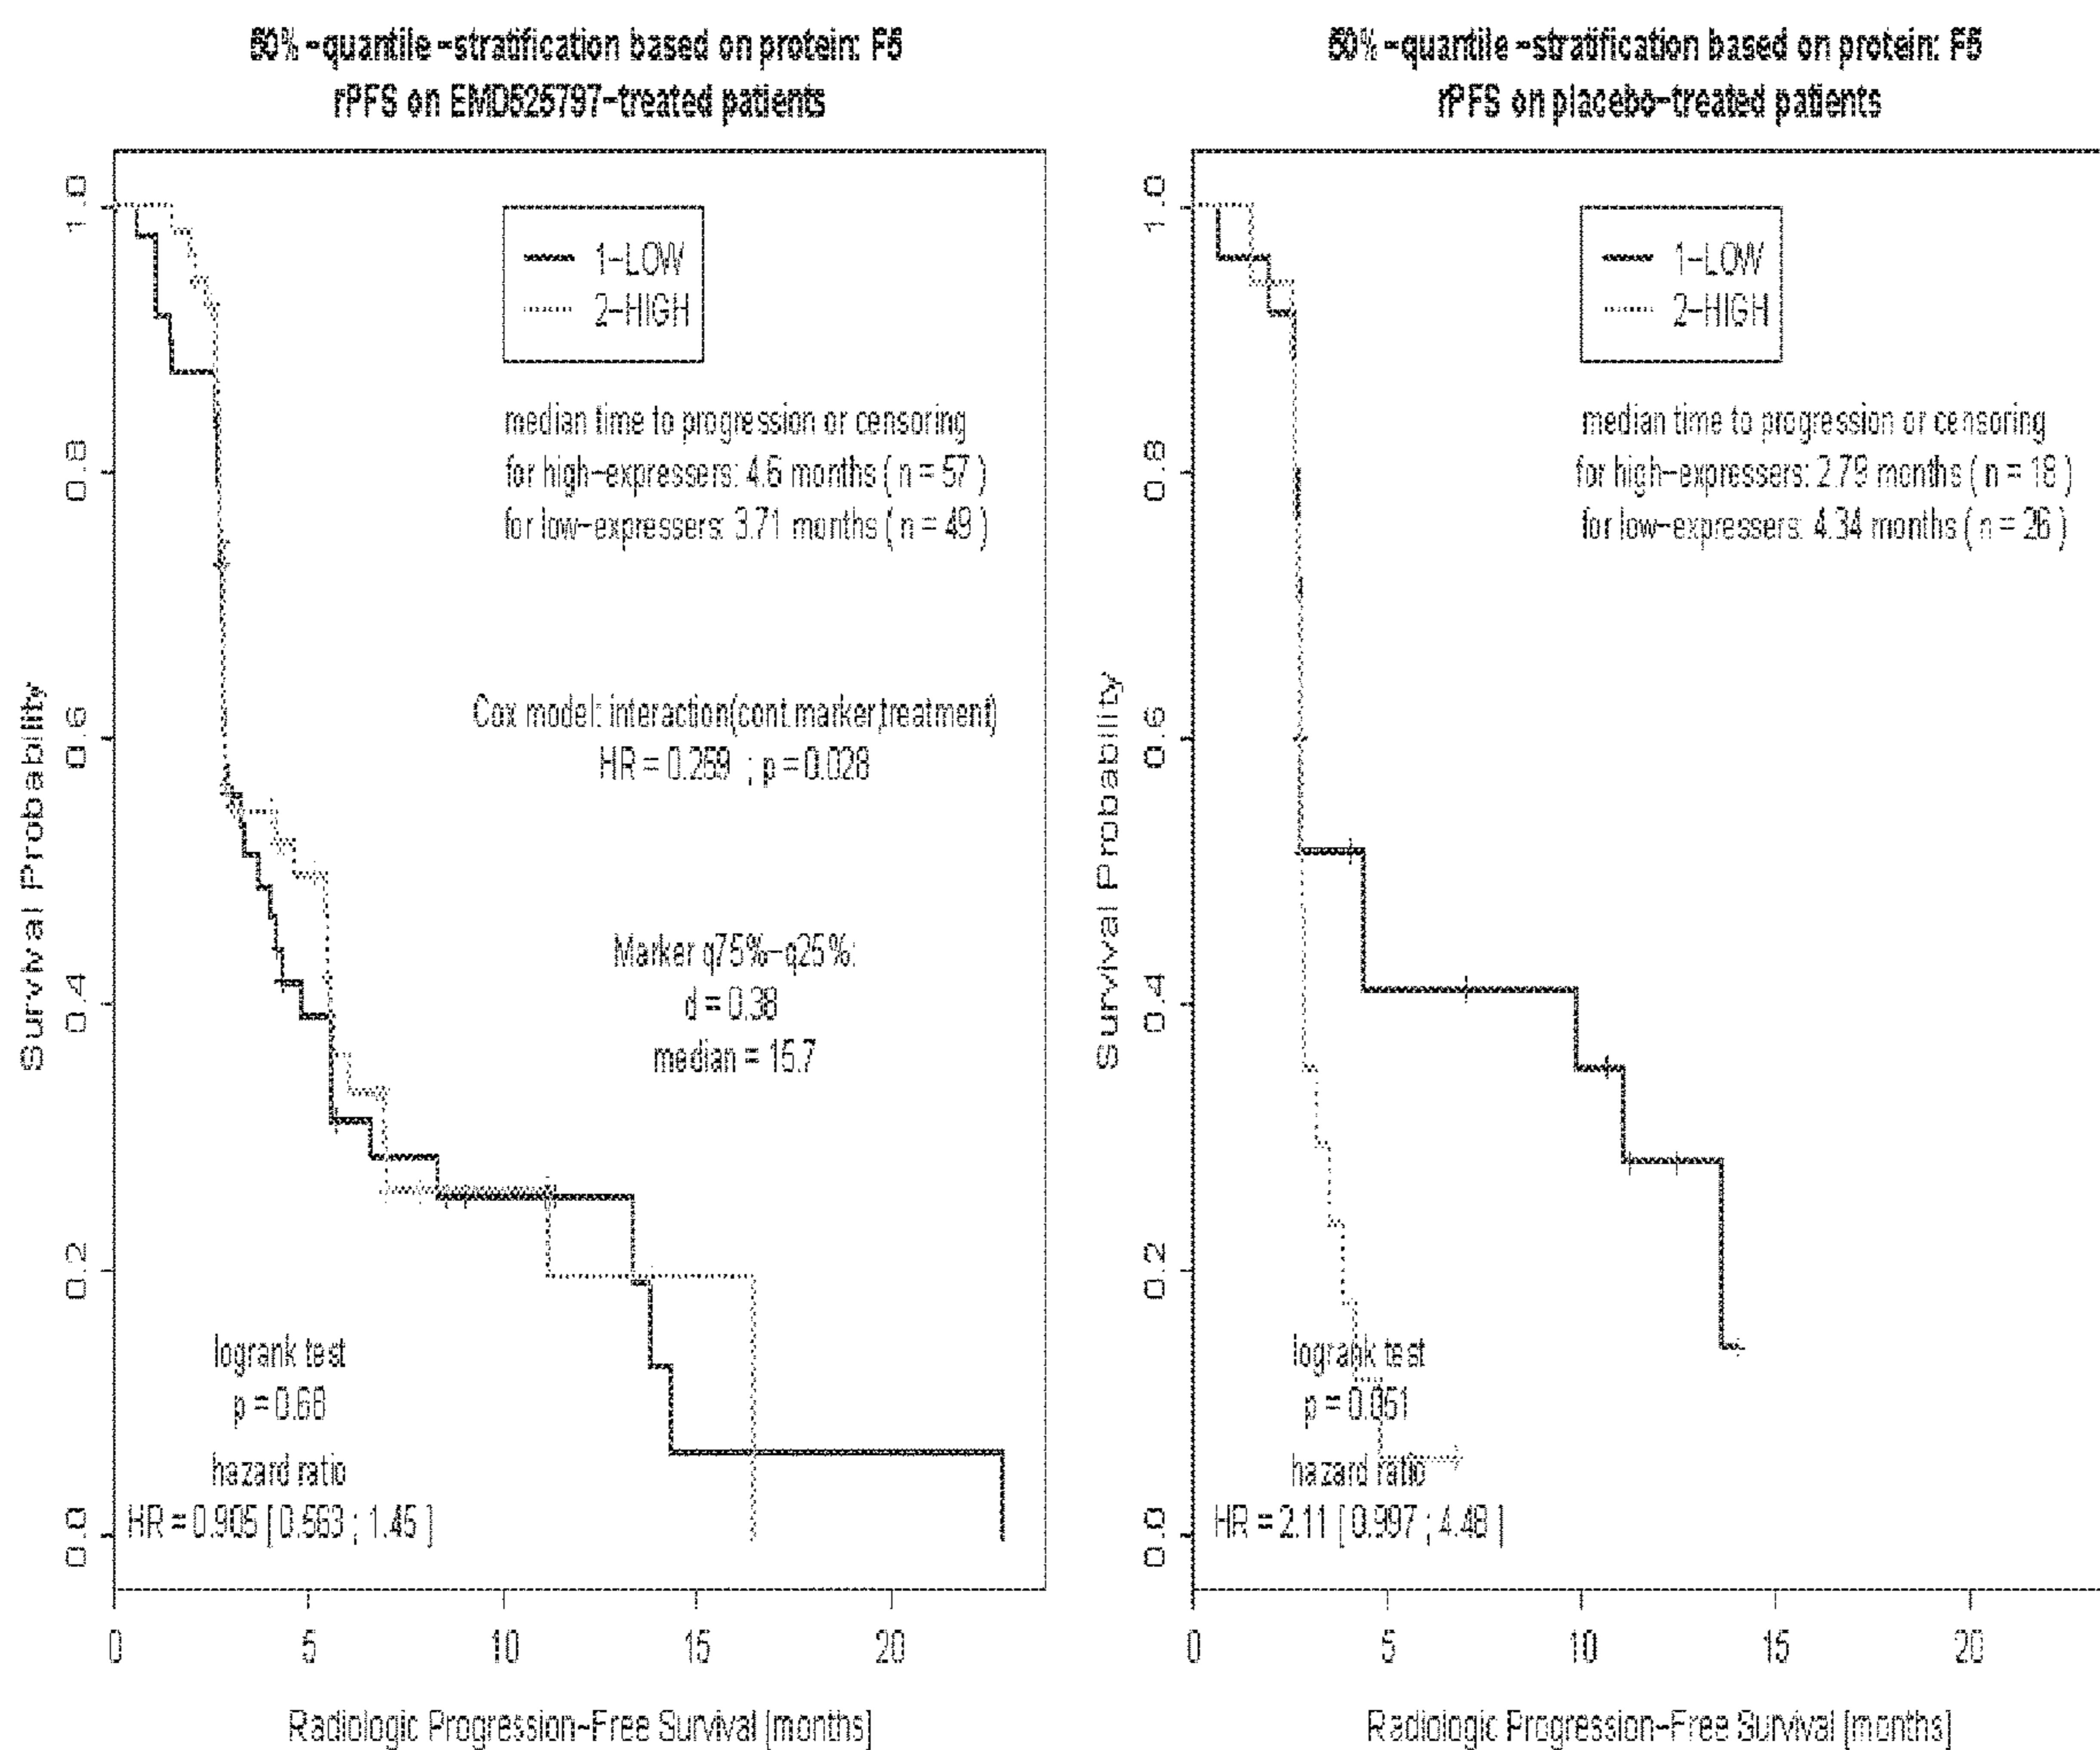 50% -quantile -stratification based on protein: F5
rPFS on EMD525797-treated patients
1.0
0.8
0.6
0.4
0.2
0.0
Survival Probability
1-LOW
2-HIGH
median time to progression or censoring
for high-expressers: 4.6 months ( n = 57 )
for low-expressers: 3.71 months ( n = 49 )
Cox model: interaction(cont.marker,treatment)
HR = 0.259 ; p = 0.028
Marker q75%-q25%:
d = 0.38
median = 15.7
logrank test
p = 0.68
hazard ratio
HR = 0.905 [ 0.563 ; 1.45 ]
0 5 10 15 20
Radiologic Progression-Free Survival [months]
50% -quantile -stratification based on protein: F5
rPFS on placebo-treated patients
1.0
0.8
0.6
0.4
0.2
0.0
Survival Probability
1-LOW
2-HIGH
median time to progression or censoring
for high-expressers: 2.79 months ( n = 18 )
for low-expressers: 4.34 months ( n = 26 )
logrank test
p = 0.051
hazard ratio
HR = 2.11 [ 0.997 ; 4.48 ]
0 5 10 15 20
Radiologic Progression-Free Survival [months]